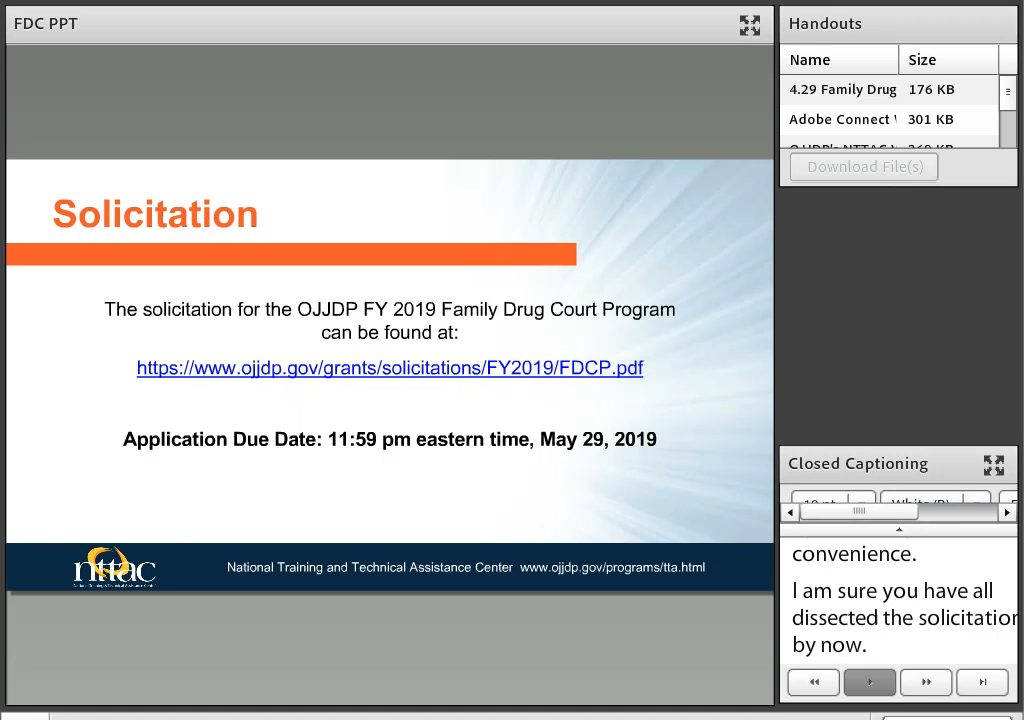 FDC PPT
Solicitation
The solicitation for the OJJDP FY 2019 Family Drug Court Program
can be found at:
https://www.ojjdp.gov/grants/solicitations/FY2019/FDCP.pdf
Application Due Date: 11:59 pm eastern time, May 29, 2019
nttac
National Training and Technical Assistance Center www.ojjdp.gov/programs/tta.html
Handouts
Name Size
4.29 Family Drug 176 KB
Adobe Connect 301 KB
OJJDP's NTTAC
Download File(s)
Closed Captioning
convenience.
I am sure you have all
dissected the solicitation
by now.